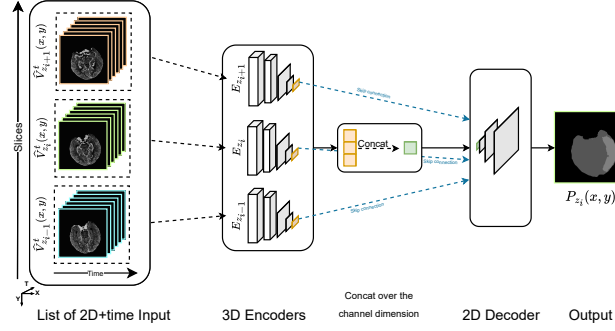 Slices
V̂^t_{z_{i+1}}(x, y)
V̂^t_{z_i}(x, y)
V̂^t_{z_{i-1}}(x, y)
Time
T
X
Y
E_{z_{i+1}}
E_{z_i}
E_{z_{i-1}}
Skip connection
Concat
Skip connection
Skip connection
P_{z_i}(x, y)
List of 2D+time Input
3D Encoders
Concat over the
channel dimension
2D Decoder
Output